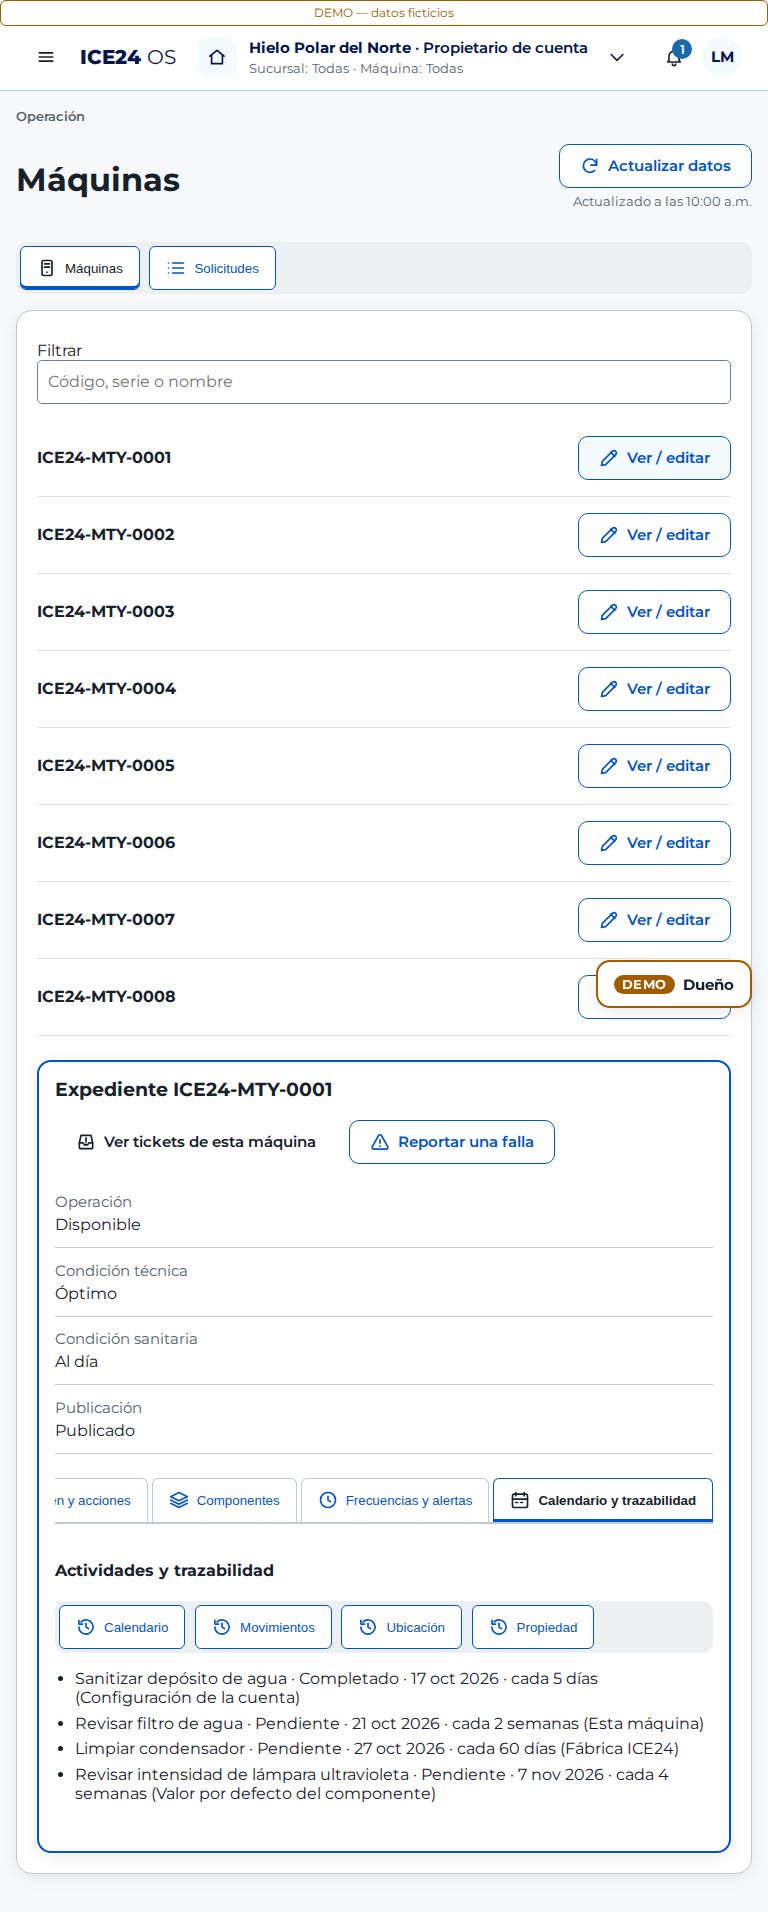 DEMO — datos ficticios
ICE24 OS
Hielo Polar del Norte · Propietario de cuenta
Sucursal: Todas · Máquina: Todas
1
LM
Operación
Máquinas
Actualizar datos
Actualizado a las 10:00 a.m.
Máquinas
Solicitudes
Filtrar
Código, serie o nombre
ICE24-MTY-0001
Ver / editar
ICE24-MTY-0002
Ver / editar
ICE24-MTY-0003
Ver / editar
ICE24-MTY-0004
Ver / editar
ICE24-MTY-0005
Ver / editar
ICE24-MTY-0006
Ver / editar
ICE24-MTY-0007
Ver / editar
ICE24-MTY-0008
DEMO Dueño
Expediente ICE24-MTY-0001
Ver tickets de esta máquina
Reportar una falla
Operación
Disponible
Condición técnica
Óptimo
Condición sanitaria
Al día
Publicación
Publicado
y acciones
Componentes
Frecuencias y alertas
Calendario y trazabilidad
Actividades y trazabilidad
Calendario
Movimientos
Ubicación
Propiedad
• Sanitizar depósito de agua · Completado · 17 oct 2026 · cada 5 días
(Configuración de la cuenta)
• Revisar filtro de agua · Pendiente · 21 oct 2026 · cada 2 semanas (Esta máquina)
• Limpiar condensador · Pendiente · 27 oct 2026 · cada 60 días (Fábrica ICE24)
• Revisar intensidad de lámpara ultravioleta · Pendiente · 7 nov 2026 · cada 4
semanas (Valor por defecto del componente)